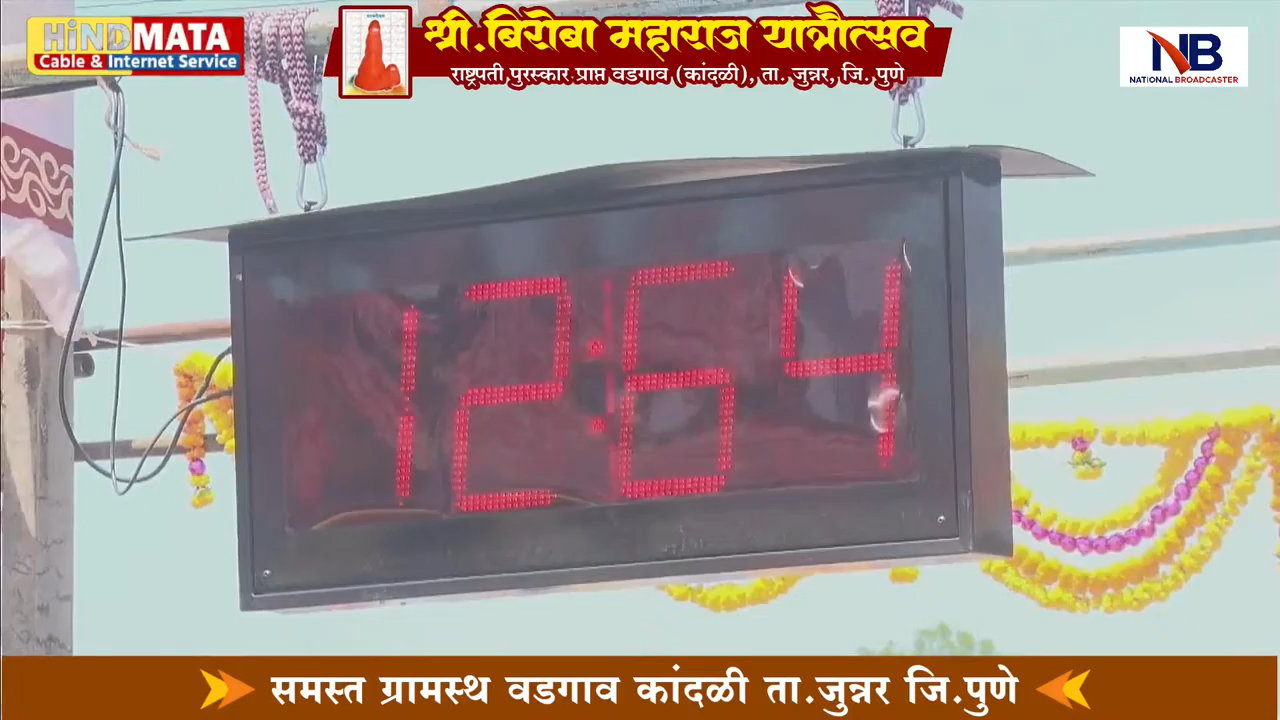 HiNDMATA
Cable & Internet Service
श्री.बिरोबा महाराज यात्रौत्सव
राष्ट्रपती पुरस्कार प्राप्त वडगाव (कांदळी), ता. जुन्नर, जि. पुणे
NB
NATIONAL BROADCASTER
12:64
समस्त ग्रामस्थ वडगाव कांदळी ता.जुन्नर जि.पुणे